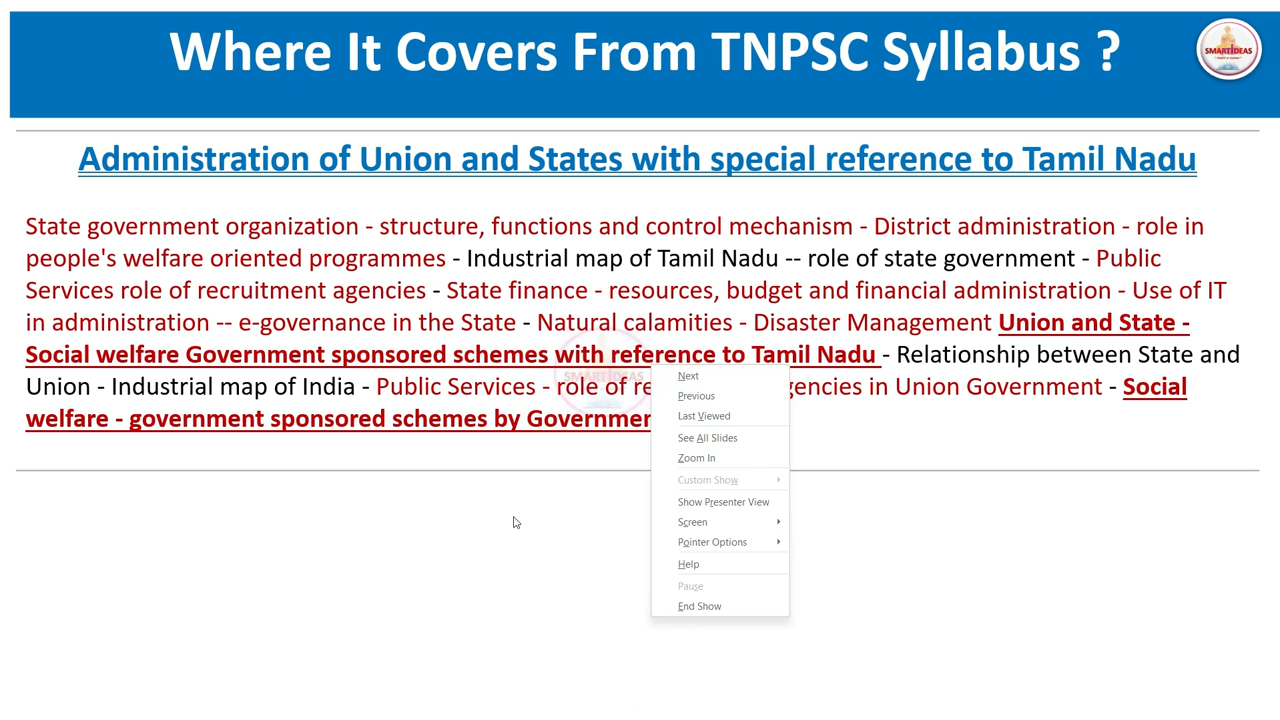 Where It Covers From TNPSC Syllabus ?
SMARTIDEAS
Administration of Union and States with special reference to Tamil Nadu
State government organization - structure, functions and control mechanism - District administration - role in
people's welfare oriented programmes - Industrial map of Tamil Nadu -- role of state government - Public
Services role of recruitment agencies - State finance - resources, budget and financial administration - Use of IT
in administration -- e-governance in the State - Natural calamities - Disaster Management Union and State -
Social welfare Government sponsored schemes with reference to Tamil Nadu - Relationship between State and
Union - Industrial map of India - Public Services - role of re gencies in Union Government - Social
welfare - government sponsored schemes by Governmen
SMARTIDEAS
Next
Previous
Last Viewed
See All Slides
Zoom In
Custom Show
Show Presenter View
Screen
Pointer Options
Help
Pause
End Show